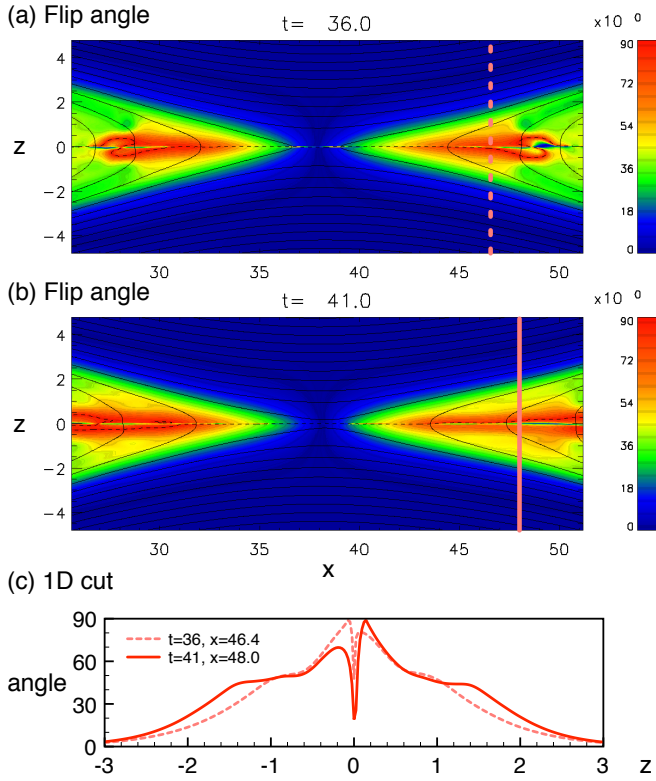 (a) Flip angle
t= 36.0
x10 0
4
2
z 0
−2
−4
30 35 40 45 50
90
72
54
36
18
0
(b) Flip angle
t= 41.0
x10 0
4
2
z 0
−2
−4
30 35 40 45 50
x
90
72
54
36
18
0
(c) 1D cut
90
60
angle
30
0
t=36, x=46.4
t=41, x=48.0
-3 -2 -1 0 1 2 3 z